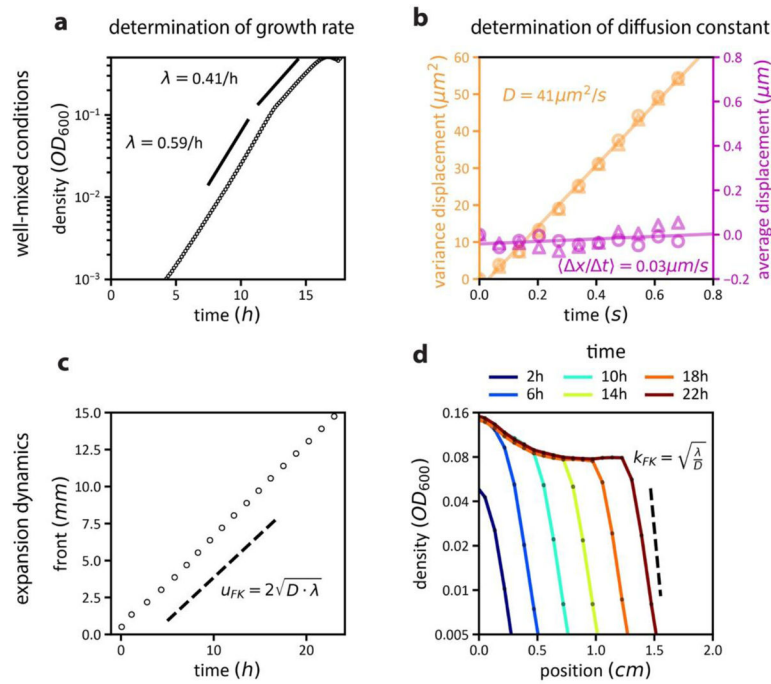 a
determination of growth rate
b
determination of diffusion constant
well-mixed conditions
density (OD₆₀₀)
10⁻¹
10⁻²
10⁻³
λ = 0.41/h
λ = 0.59/h
0 5 10 15
time (h)
variance displacement (μm²)
60
50
40
30
20
10
0
D = 41μm²/s
⟨Δx/Δt⟩ = 0.03μm/s
0.8
0.6
0.4
0.2
0.0
−0.2
average displacement (μm)
0.0 0.2 0.4 0.6 0.8
time (s)
c
expansion dynamics
front (mm)
15.0
12.5
10.0
7.5
5.0
2.5
0.0
u_FK = 2√D · λ
0 10 20
time (h)
d
time
2h 10h 18h
6h 14h 22h
density (OD₆₀₀)
0.16
0.08
0.04
0.01
0.005
k_FK = √λ/D
0.0 0.5 1.0 1.5 2.0
position (cm)